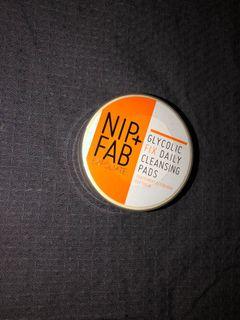 NIP+
FAB
GLYCOLIC
FIX DAILY
CLEANSING
PADS